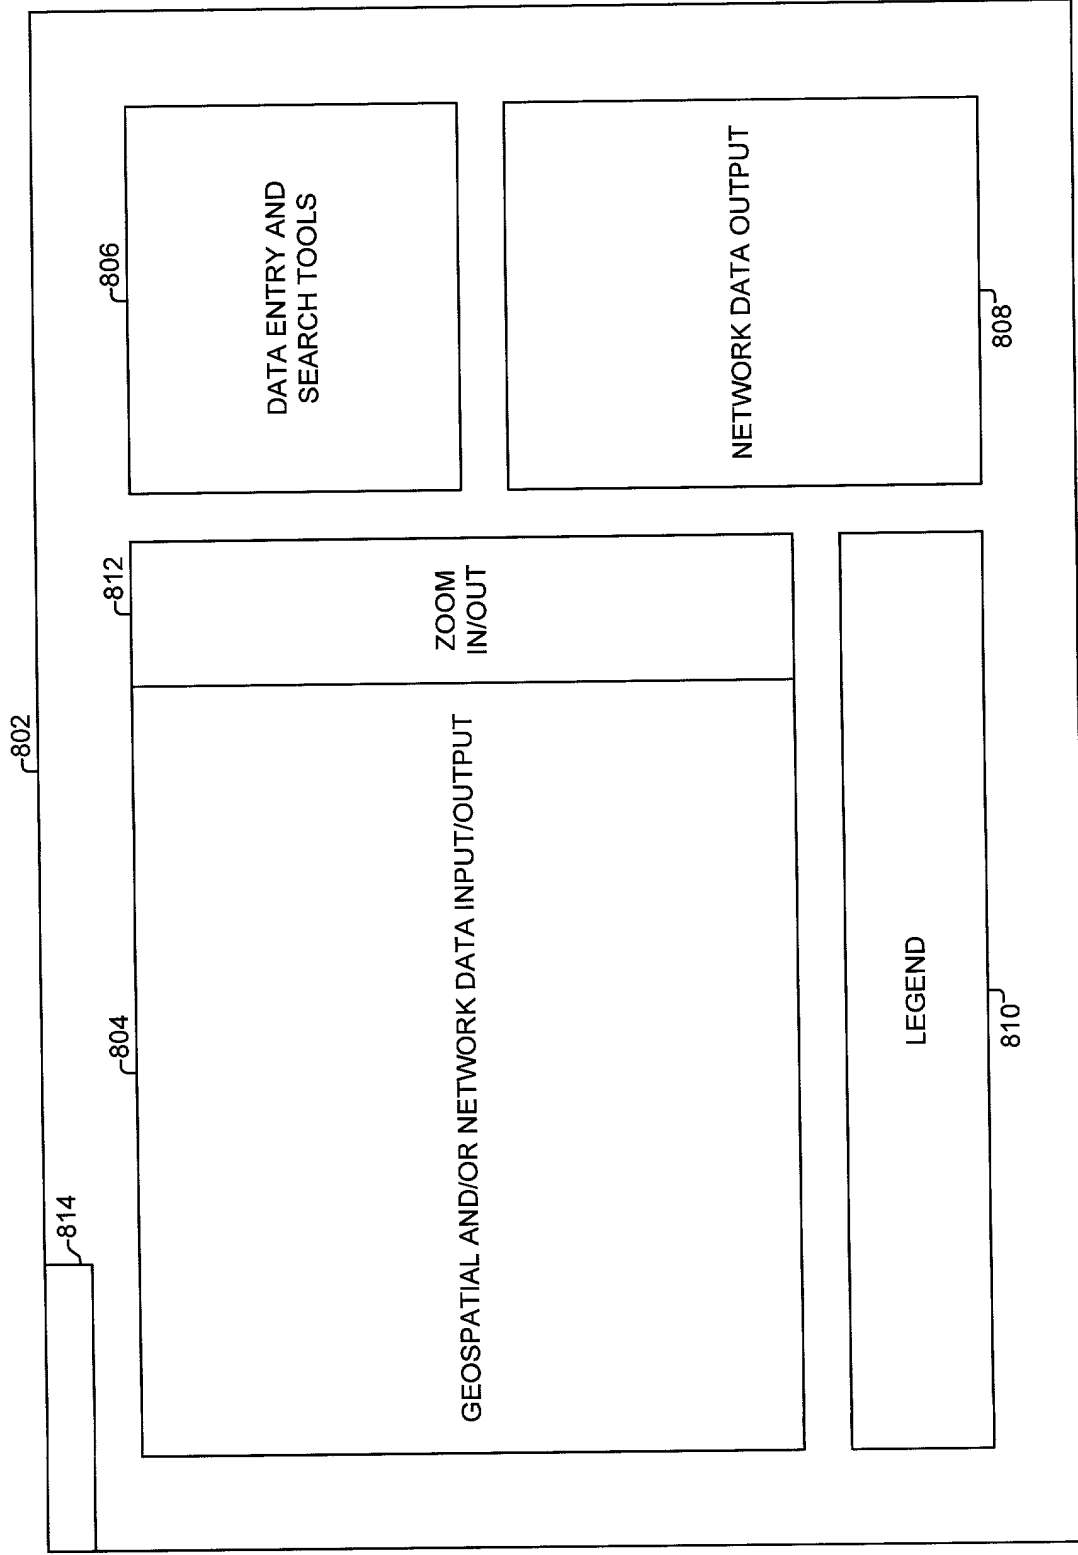 802
814
804
812
806
GEOSPATIAL AND/OR NETWORK DATA INPUT/OUTPUT
ZOOM
IN/OUT
DATA ENTRY AND
SEARCH TOOLS
NETWORK DATA OUTPUT
808
LEGEND
810